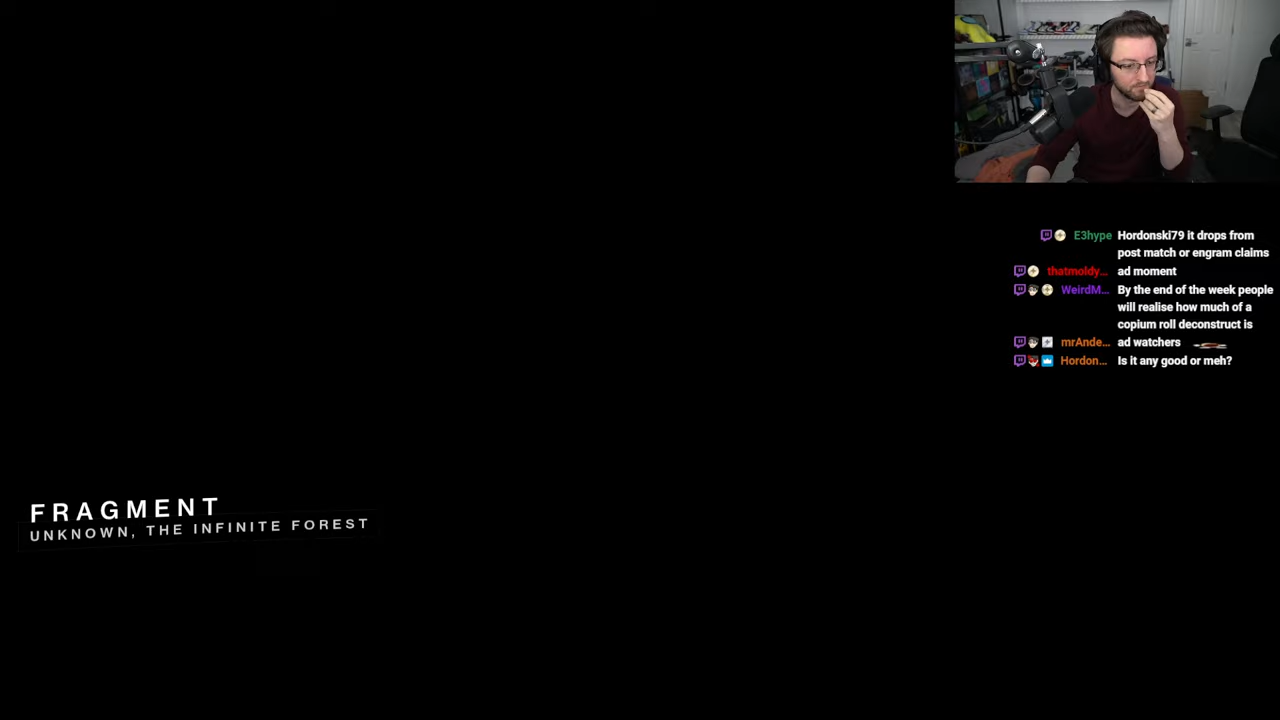 E3hype Hordonski79 it drops from
post match or engram claims
thatmoldy... ad moment
WeirdM... By the end of the week people
will realise how much of a
copium roll deconstruct is
mrAnde... ad watchers
Hordon... Is it any good or meh?
FRAGMENT
UNKNOWN, THE INFINITE FOREST